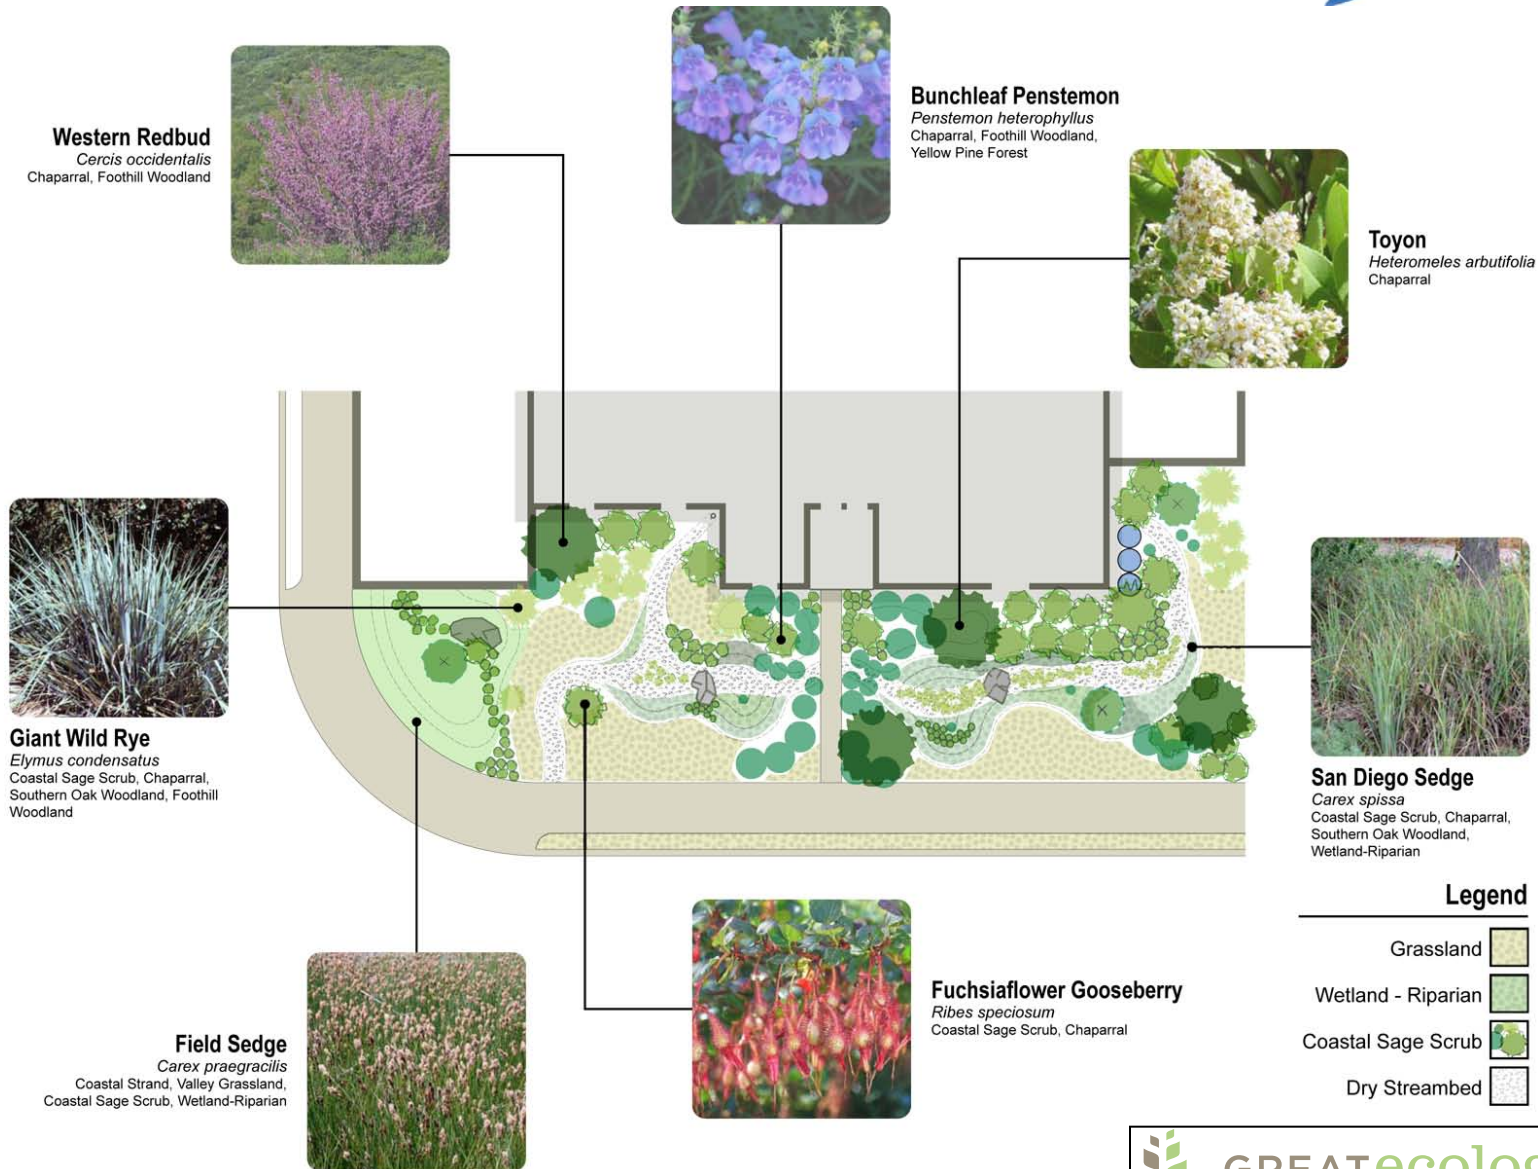 Western Redbud
Cercis occidentalis
Chaparral, Foothill Woodland
Bunchleaf Penstemon
Penstemon heterophyllus
Chaparral, Foothill Woodland,
Yellow Pine Forest
Toyon
Heteromeles arbutifolia
Chaparral
Giant Wild Rye
Elymus condensatus
Coastal Sage Scrub, Chaparral,
Southern Oak Woodland, Foothill
Woodland
San Diego Sedge
Carex spissa
Coastal Sage Scrub, Chaparral,
Southern Oak Woodland,
Wetland-Riparian
Field Sedge
Carex praegracilis
Coastal Strand, Valley Grassland,
Coastal Sage Scrub, Wetland-Riparian
Fuchsiaflower Gooseberry
Ribes speciosum
Coastal Sage Scrub, Chaparral
Legend
Grassland
Wetland - Riparian
Coastal Sage Scrub
Dry Streambed
GREAT